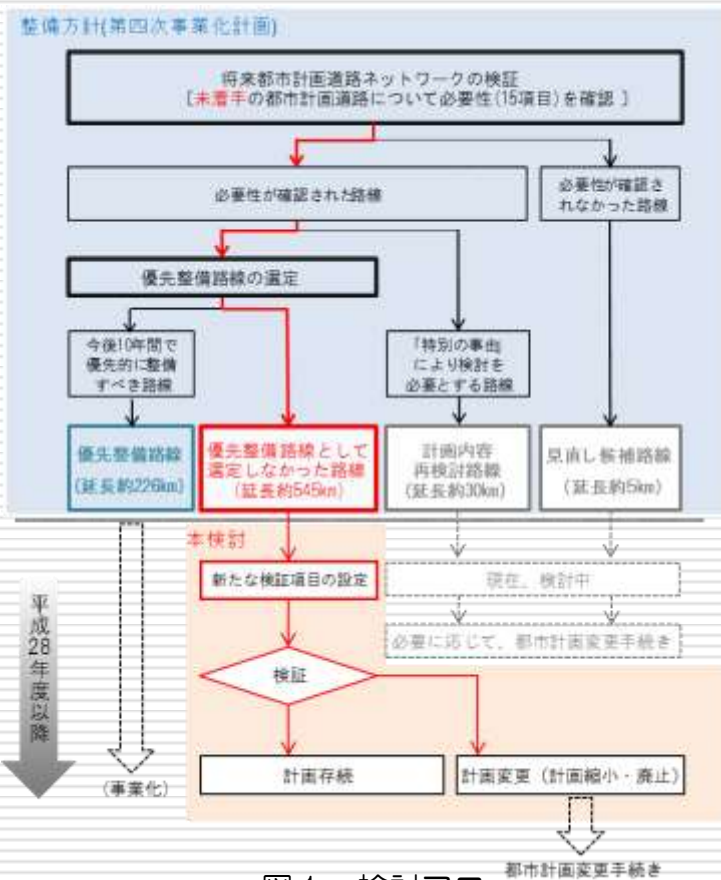 整備方針(第四次事業化計画)
将来都市計画道路ネットワークの検証
［未着手の都市計画道路について必要性(15項目)を確認 ］
必要性が確認された路線
必要性が確認さ
れなかった路線
優先整備路線の選定
今後10年間で
優先的に整備
すべき路線
「特別の事由」
により検討を
必要とする路線
優先整備路線
(延長約226km)
優先整備路線として
選定しなかった路線
(延長約545km)
計画内容
再検討路線
(延長約30km)
見直し候補路線
(延長約5km)
本検討
新たな検証項目の設定
現在、検討中
必要に応じて、都市計画変更手続き
平成28年度以降
検証
(事業化)
計画存続
計画変更（計画縮小・廃止）
都市計画変更手続き